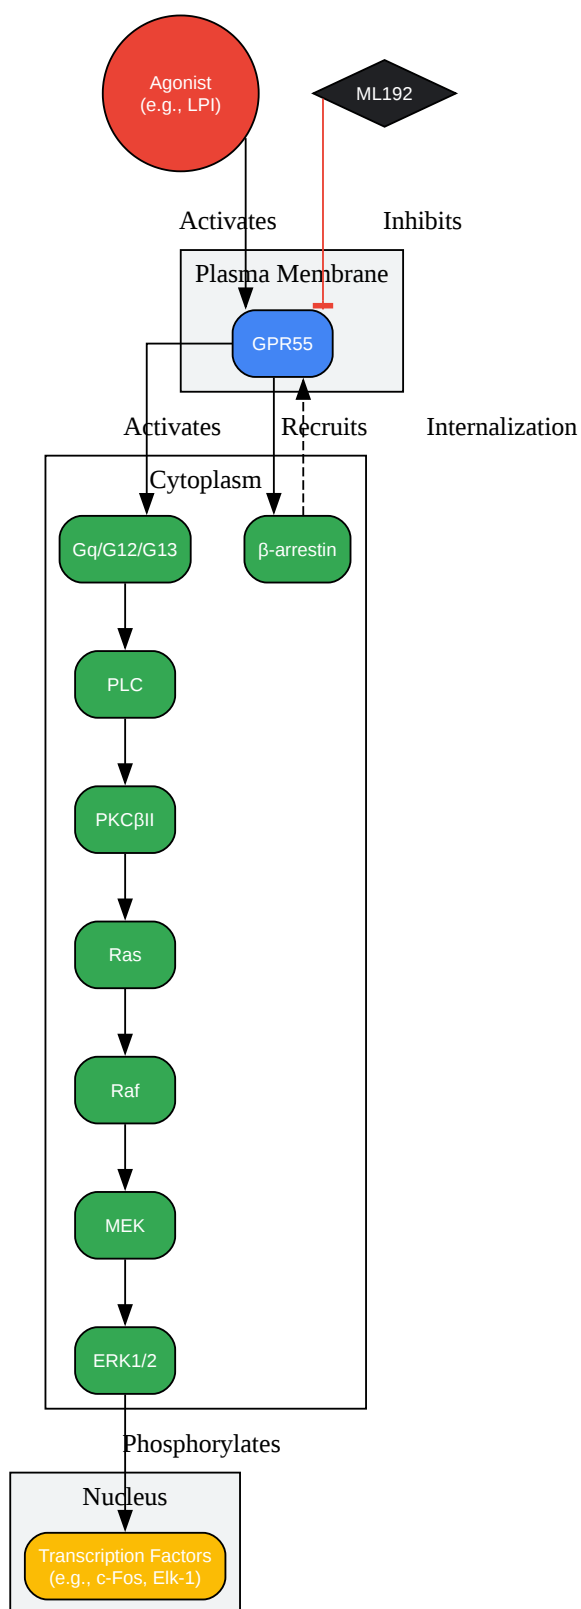 Agonist
(e.g., LPI)
ML192
Activates
Inhibits
Plasma Membrane
GPR55
Activates
Recruits
Internalization
Cytoplasm
Gq/G12/G13
β-arrestin
PLC
PKCβII
Ras
Raf
MEK
ERK1/2
Phosphorylates
Nucleus
Transcription Factors
(e.g., c-Fos, Elk-1)